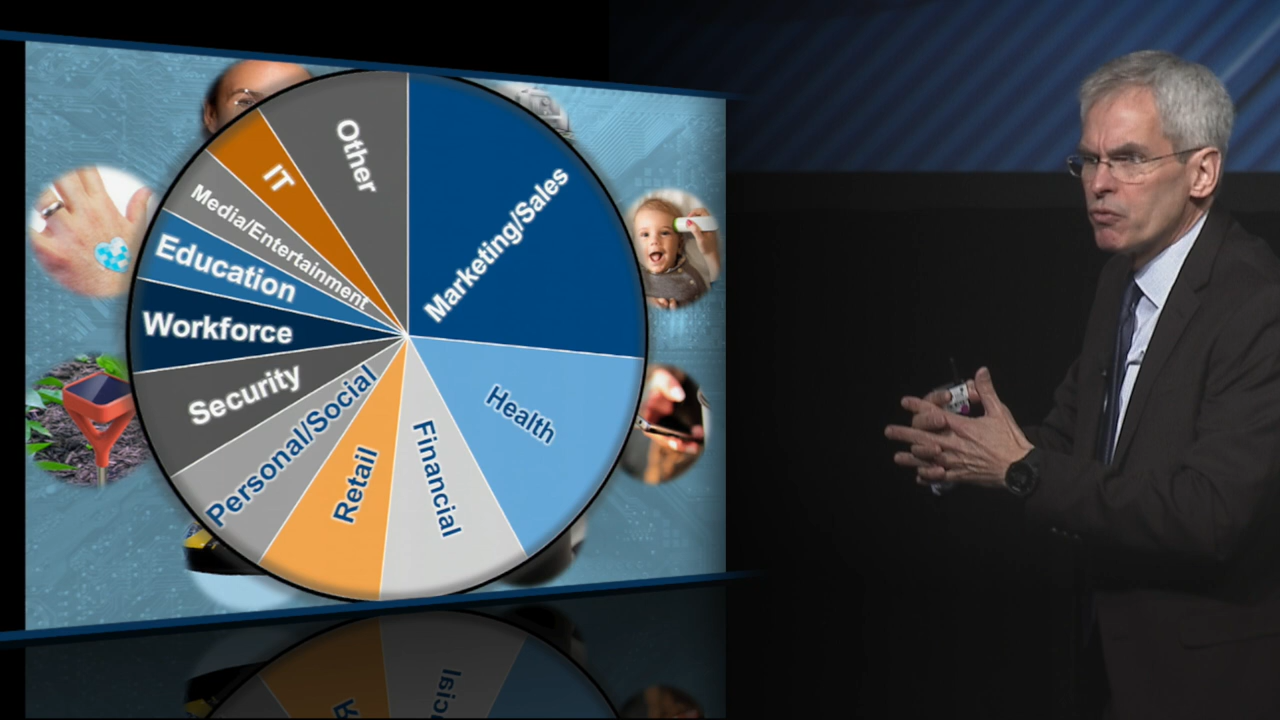 Marketing/Sales
Health
Financial
Retail
Personal/Social
Security
Workforce
Education
Media/Entertainment
IT
Other